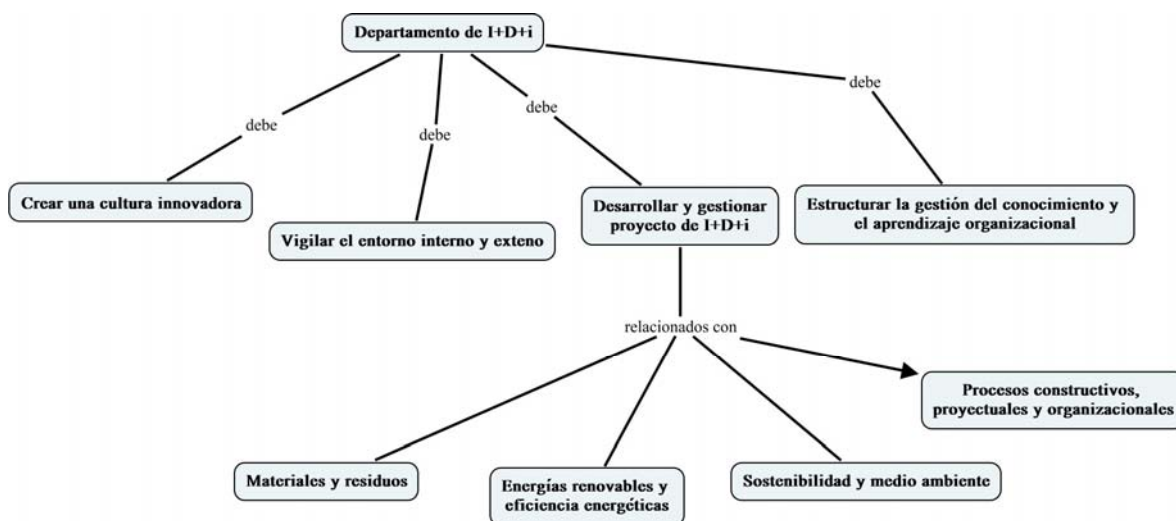 Departamento de I+D+i
debe
debe
debe
debe
Crear una cultura innovadora
Vigilar el entorno interno y exteno
Desarrollar y gestionar
proyecto de I+D+i
Estructurar la gestión del conocimiento y
el aprendizaje organizacional
relacionados con
Materiales y residuos
Energías renovables y
eficiencia energéticas
Sostenibilidad y medio ambiente
Procesos constructivos,
proyectuales y organizacionales